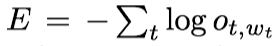 E = −∑_t log o_{t,w_t}